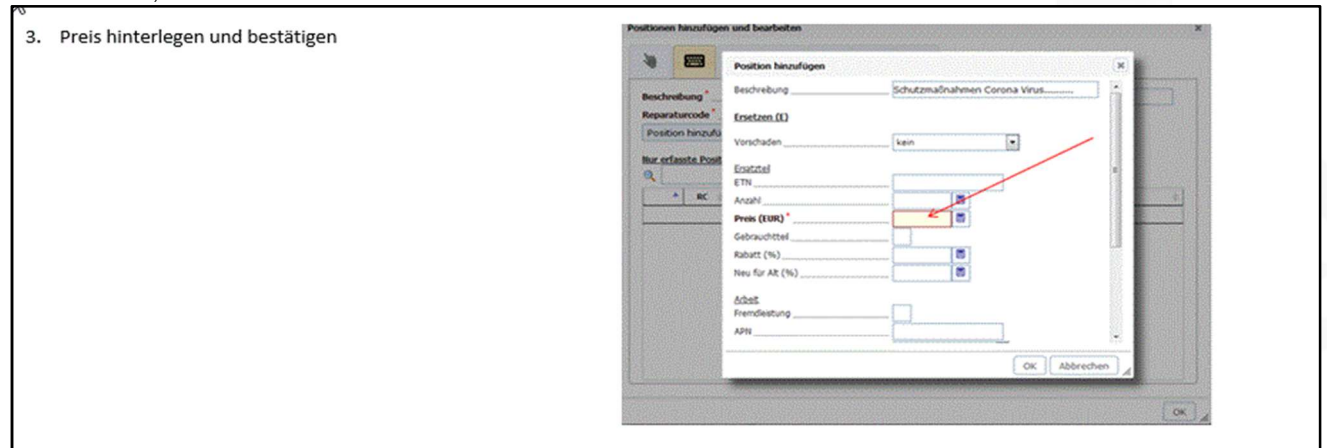 3. Preis hinterlegen und bestätigen
Positionen hinzufügen und bearbeiten
Position hinzufügen
Beschreibung Schutzmaßnahmen Corona Virus..........
Beschreibung *
Reparaturcode *
Ersetzen (E)
Position hinzufü
Vorschaden kein
Nur erfasste Posit
Ersatzteil
ETN
RC
Anzahl
Preis (EUR) *
Gebrauchtteil
Rabatt (%)
Neu für Alt (%)
Arbeit
Fremdleistung
APN
OK Abbrechen
OK